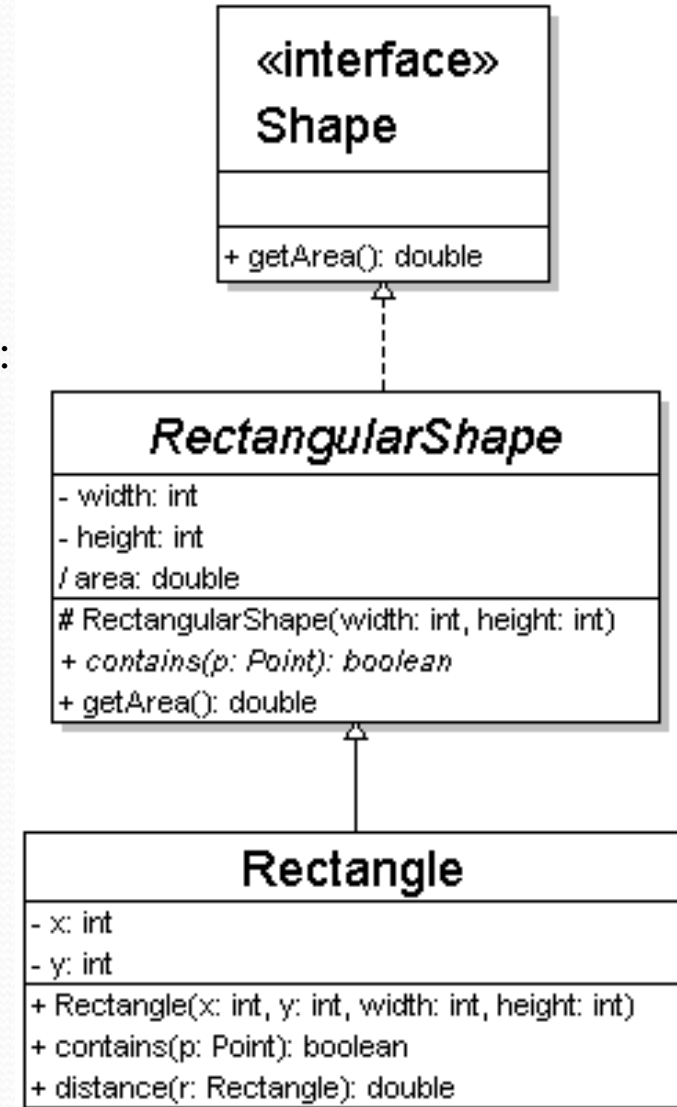 «interface»
Shape
+ getArea(): double
:
RectangularShape
- width: int
- height: int
/ area: double
# RectangularShape(width: int, height: int)
+ contains(p: Point): boolean
+ getArea(): double
Rectangle
- x: int
- y: int
+ Rectangle(x: int, y: int, width: int, height: int)
+ contains(p: Point): boolean
+ distance(r: Rectangle): double